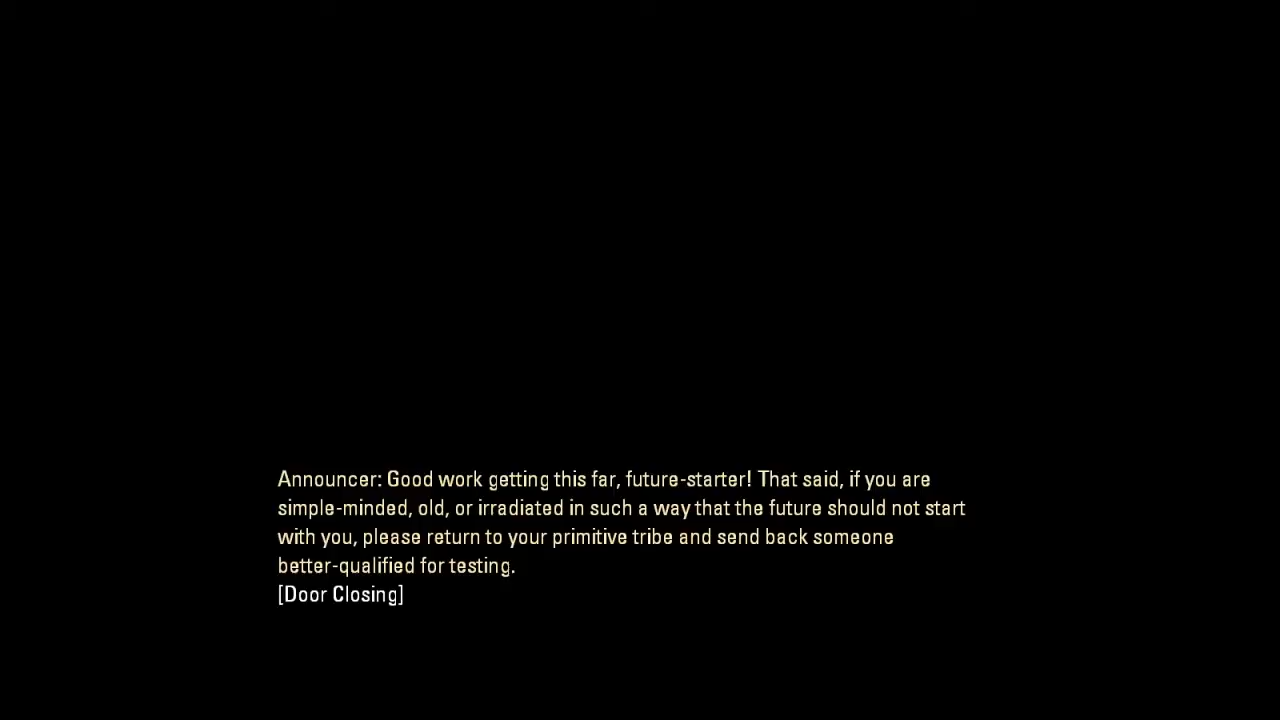 Announcer: Good work getting this far, future-starter! That said, if you are
simple-minded, old, or irradiated in such a way that the future should not start
with you, please return to your primitive tribe and send back someone
better-qualified for testing.
[Door Closing]